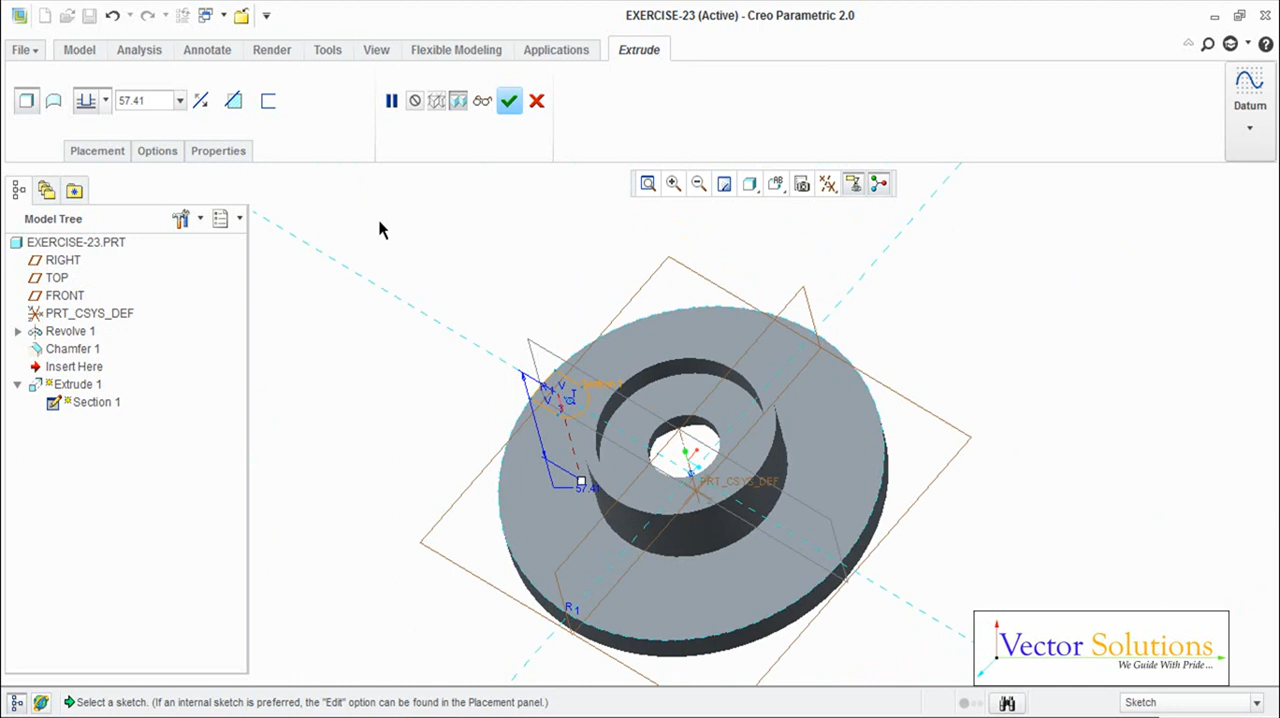 EXERCISE-23 (Active) - Creo Parametric 2.0
File Model Analysis Annotate Render Tools View Flexible Modeling Applications Extrude
57.41
Datum
Placement Options Properties
Model Tree
EXERCISE-23.PRT
RIGHT
TOP
FRONT
PRT_CSYS_DEF
Revolve 1
Chamfer 1
Insert Here
Extrude 1
Section 1
V
V
57.41
PRT_CSYS_DEF
R1
Vector Solutions
We Guide With Pride...
Select a sketch. (If an internal sketch is preferred, the "Edit" option can be found in the Placement panel.)
Sketch